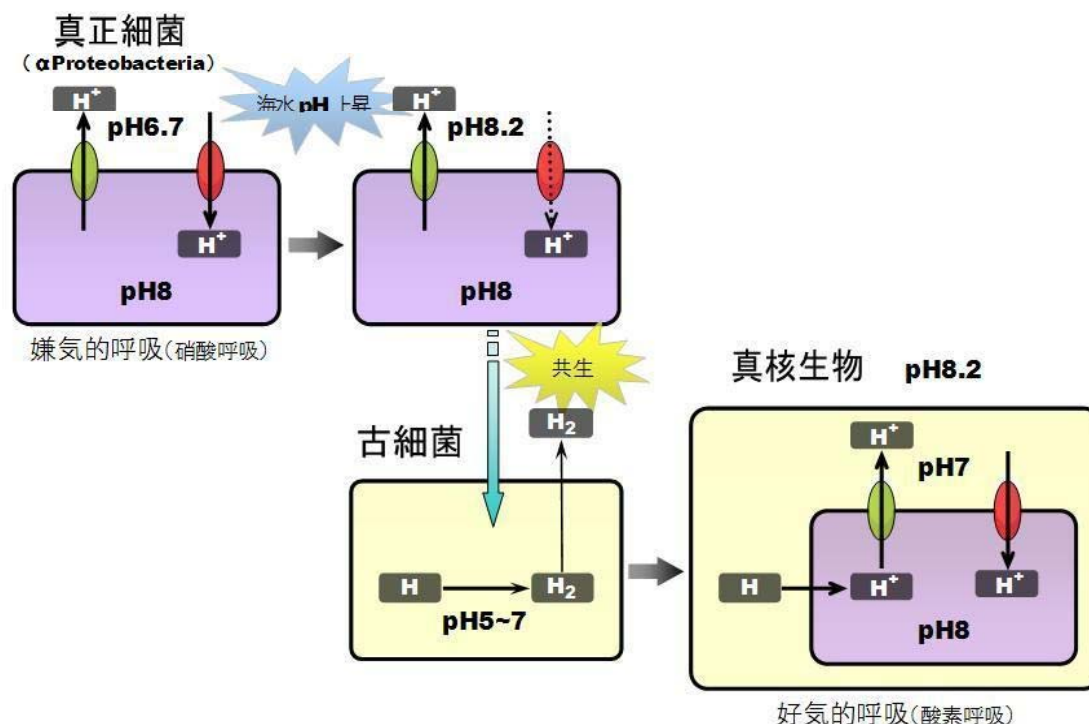 真正細菌
(αProteobacteria)
H⁺
pH6.7
H⁺
pH8
嫌気的呼吸(硝酸呼吸)
海水 pH 上昇
H⁺
pH8.2
H⁺
pH8
共生
古細菌
H₂
H
H₂
pH5~7
真核生物
pH8.2
H⁺
pH7
H
H⁺
H⁺
pH8
好気的呼吸(酸素呼吸)